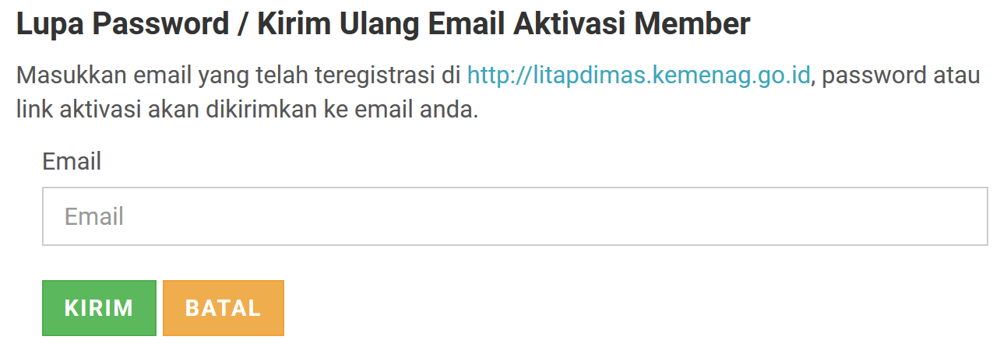 Lupa Password / Kirim Ulang Email Aktivasi Member
Masukkan email yang telah teregistrasi di http://litapdimas.kemenag.go.id, password atau
link aktivasi akan dikirimkan ke email anda.
Email
Email
KIRIM BATAL